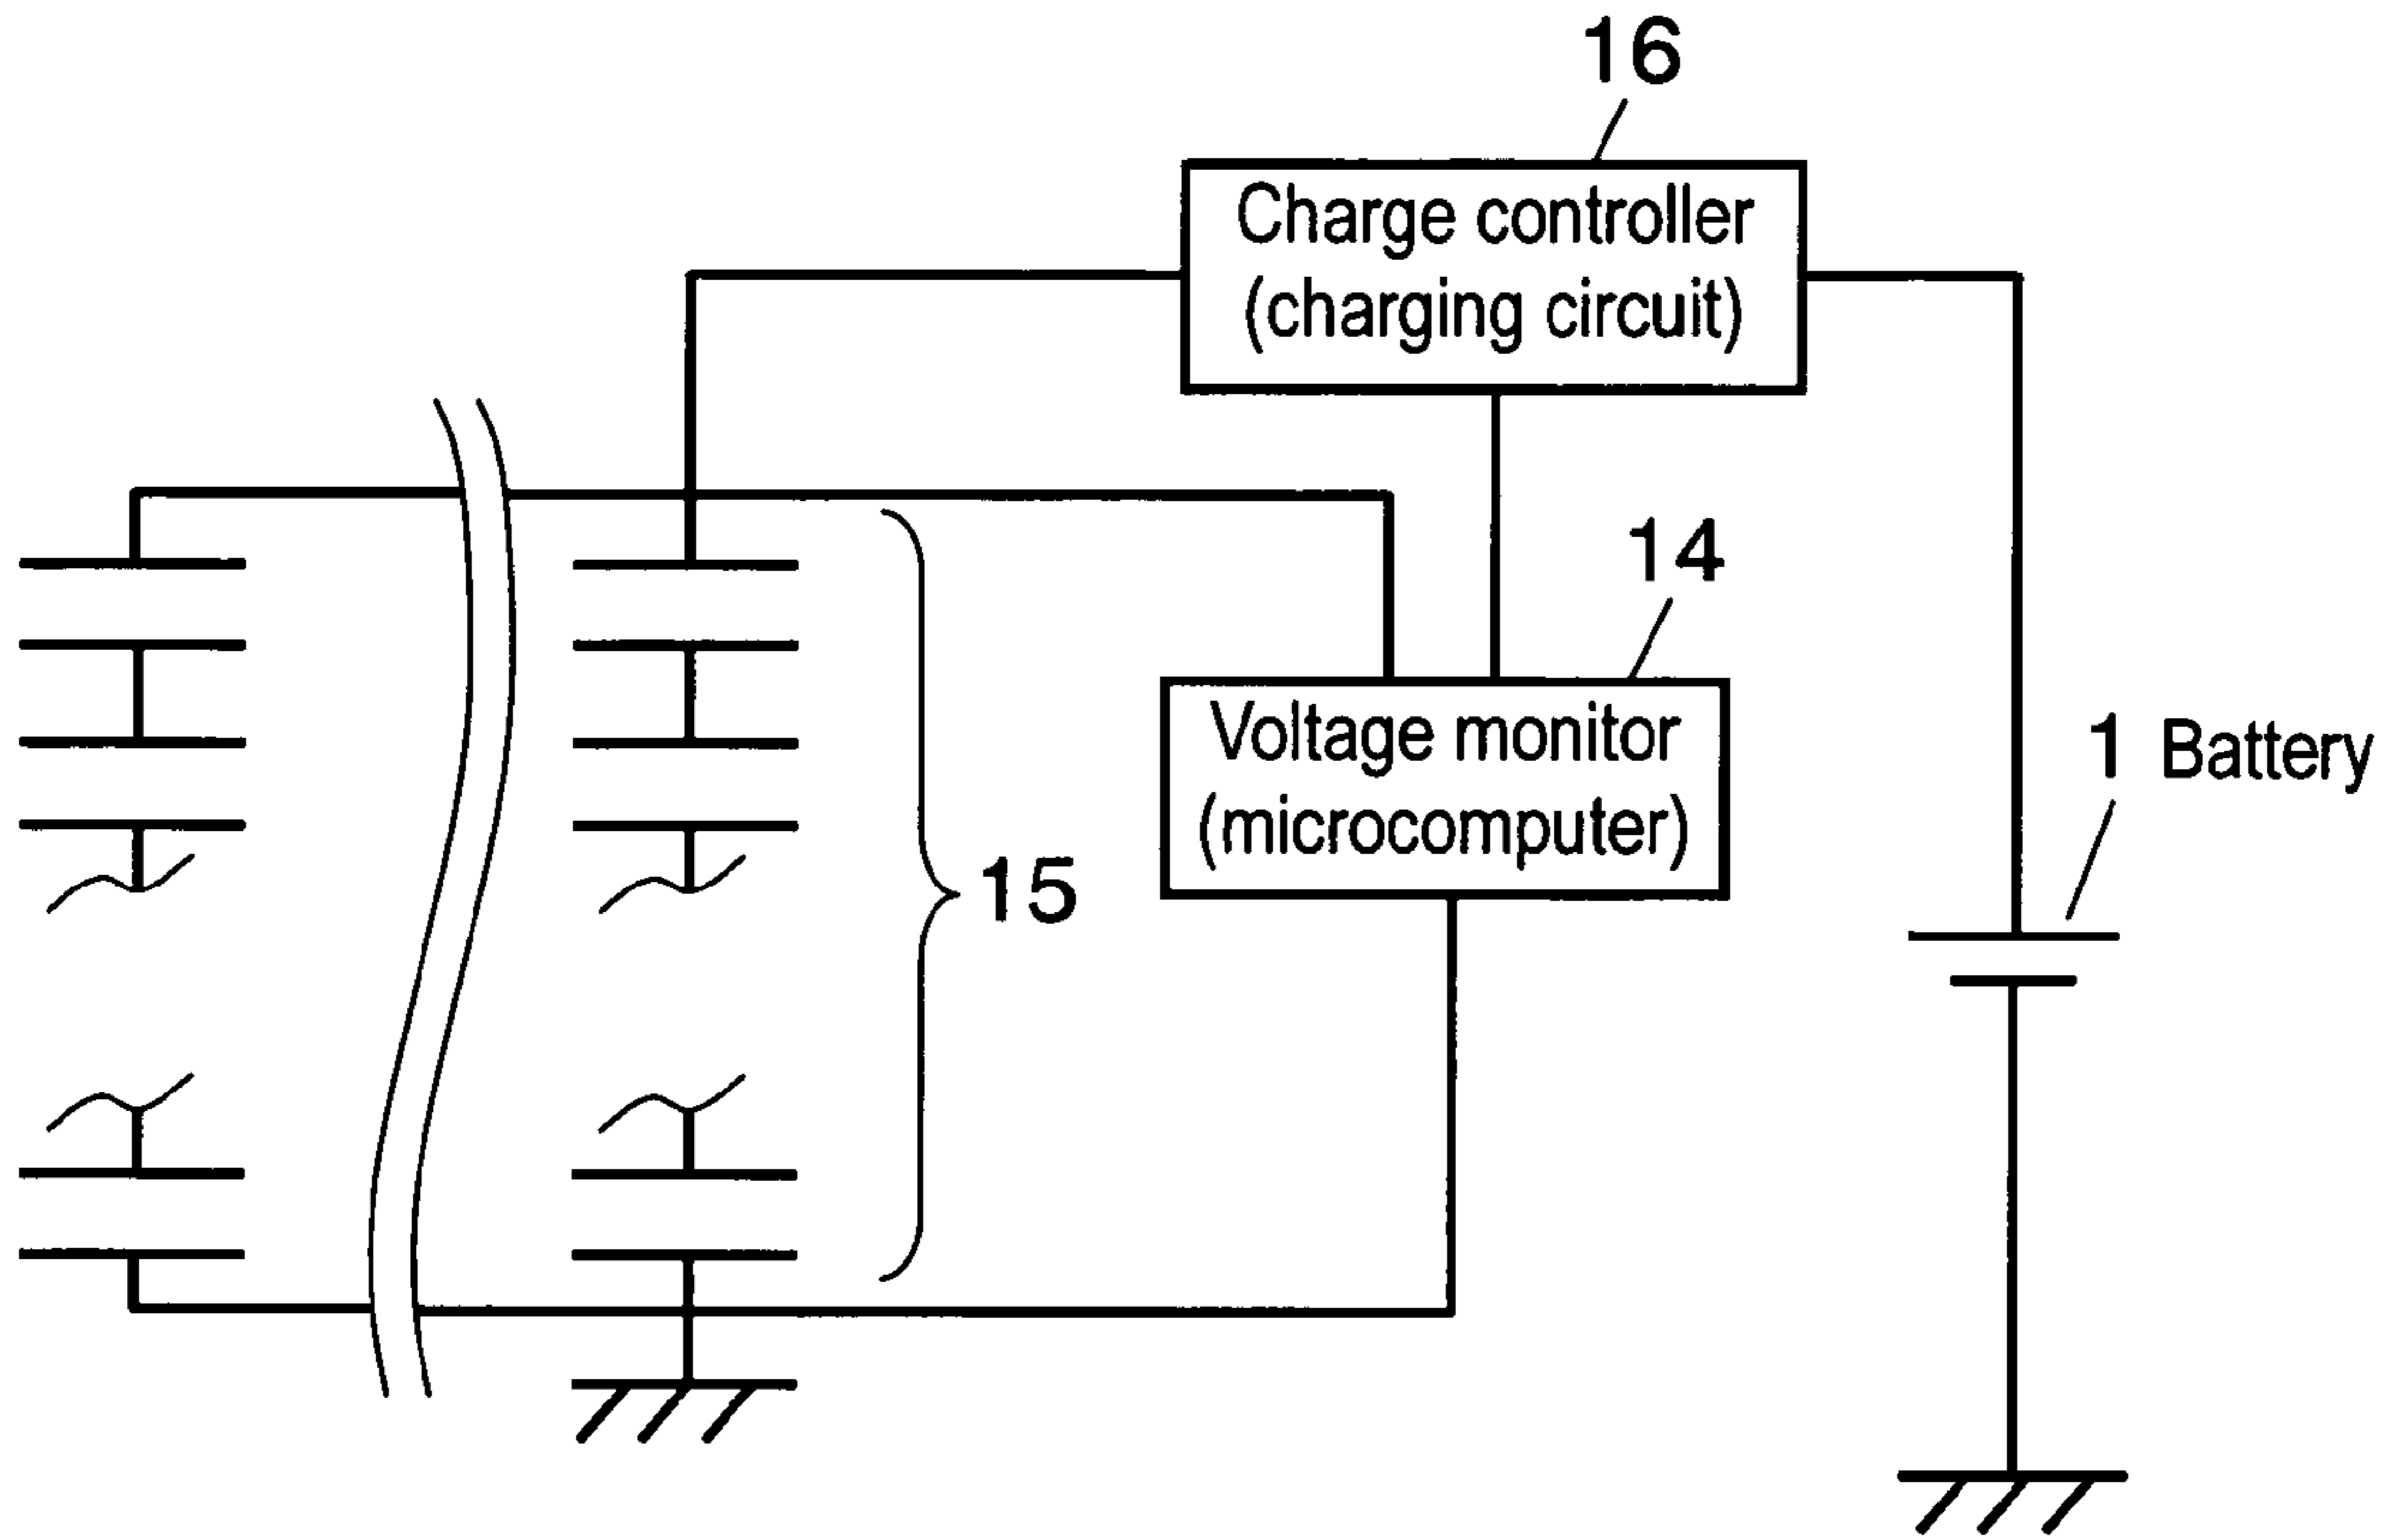 16
Charge controller
(charging circuit)
14
Voltage monitor
(microcomputer)
1 Battery
15